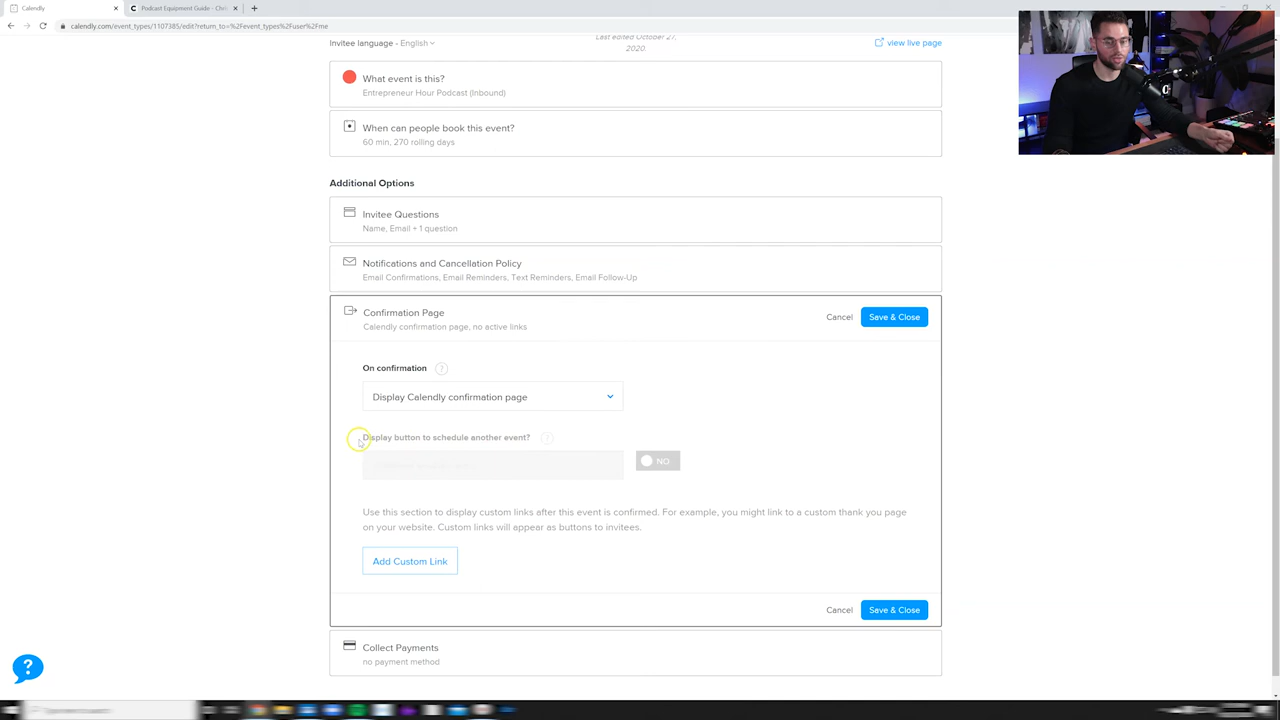 Calendly
Podcast Equipment Guide - Chri
calendly.com/event_types/1107385/edit?return_to=%2Fevent_types%2Fuser%2Fme
Invitee language - English
Last edited October 27,
2020.
view live page
What event is this?
Entrepreneur Hour Podcast (Inbound)
When can people book this event?
60 min, 270 rolling days
Additional Options
Invitee Questions
Name, Email + 1 question
Notifications and Cancellation Policy
Email Confirmations, Email Reminders, Text Reminders, Email Follow-Up
Confirmation Page
Calendly confirmation page, no active links
Cancel
Save & Close
On confirmation ?
Display Calendly confirmation page
Display button to schedule another event? ?
NO
Use this section to display custom links after this event is confirmed. For example, you might link to a custom thank you page
on your website. Custom links will appear as buttons to invitees.
Add Custom Link
Cancel
Save & Close
Collect Payments
no payment method
?